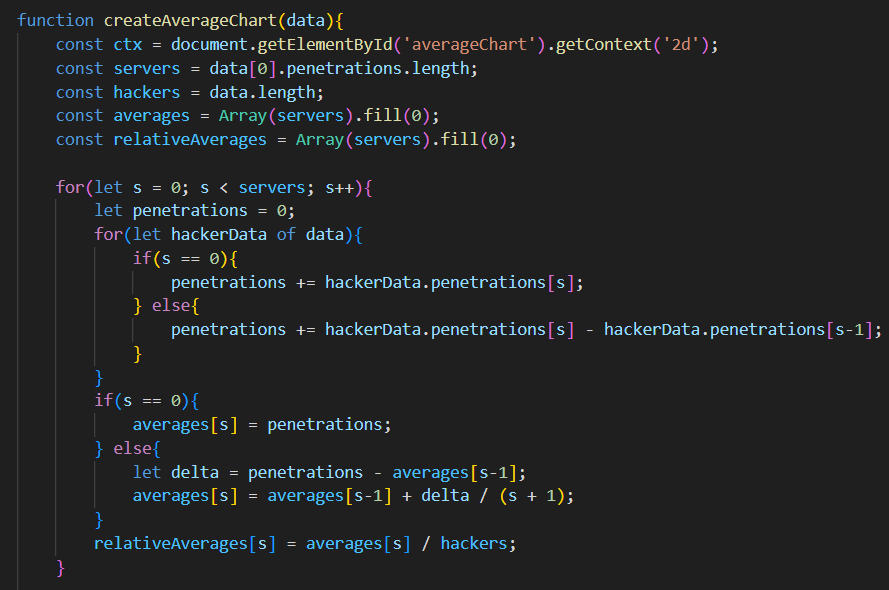 function createAverageChart(data){
    const ctx = document.getElementById('averageChart').getContext('2d');
    const servers = data[0].penetrations.length;
    const hackers = data.length;
    const averages = Array(servers).fill(0);
    const relativeAverages = Array(servers).fill(0);

    for(let s = 0; s < servers; s++){
        let penetrations = 0;
        for(let hackerData of data){
            if(s == 0){
                penetrations += hackerData.penetrations[s];
            } else{
                penetrations += hackerData.penetrations[s] - hackerData.penetrations[s-1];
            }
        }
        if(s == 0){
            averages[s] = penetrations;
        } else{
            let delta = penetrations - averages[s-1];
            averages[s] = averages[s-1] + delta / (s + 1);
        }
        relativeAverages[s] = averages[s] / hackers;
    }